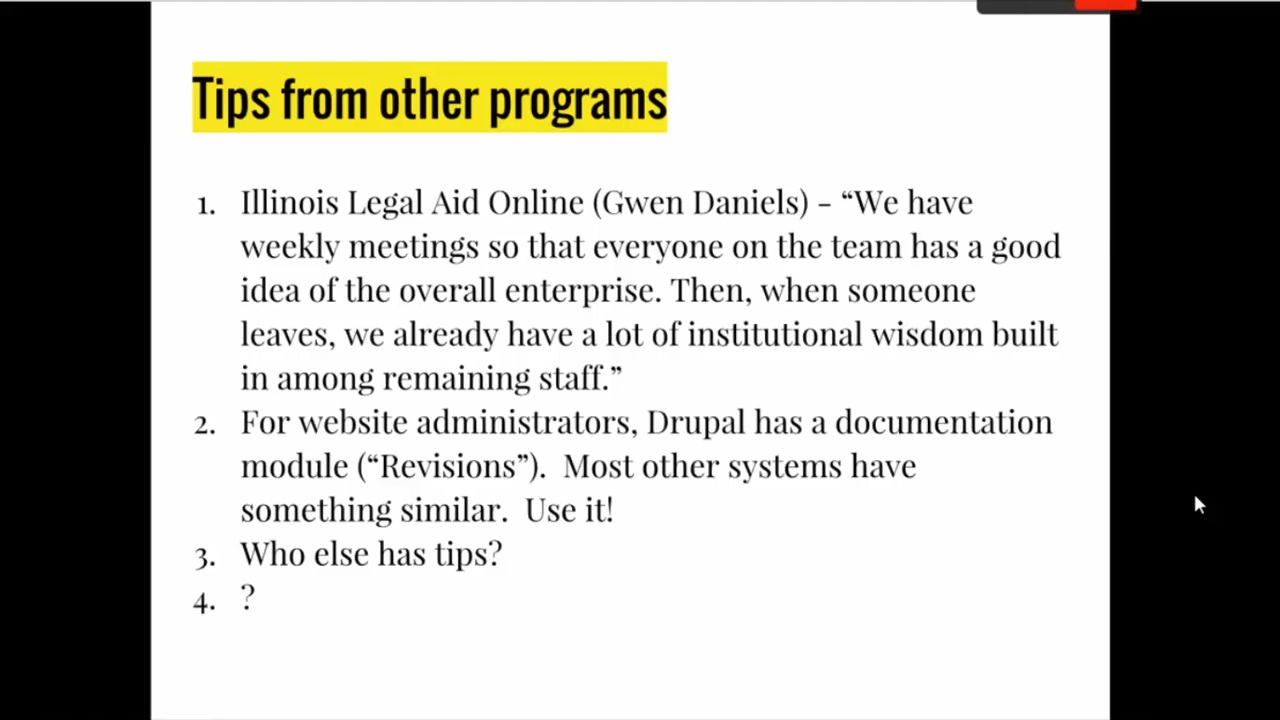 Tips from other programs
1. Illinois Legal Aid Online (Gwen Daniels) - “We have
weekly meetings so that everyone on the team has a good
idea of the overall enterprise. Then, when someone
leaves, we already have a lot of institutional wisdom built
in among remaining staff.”
2. For website administrators, Drupal has a documentation
module (“Revisions”).  Most other systems have
something similar.  Use it!
3. Who else has tips?
4. ?